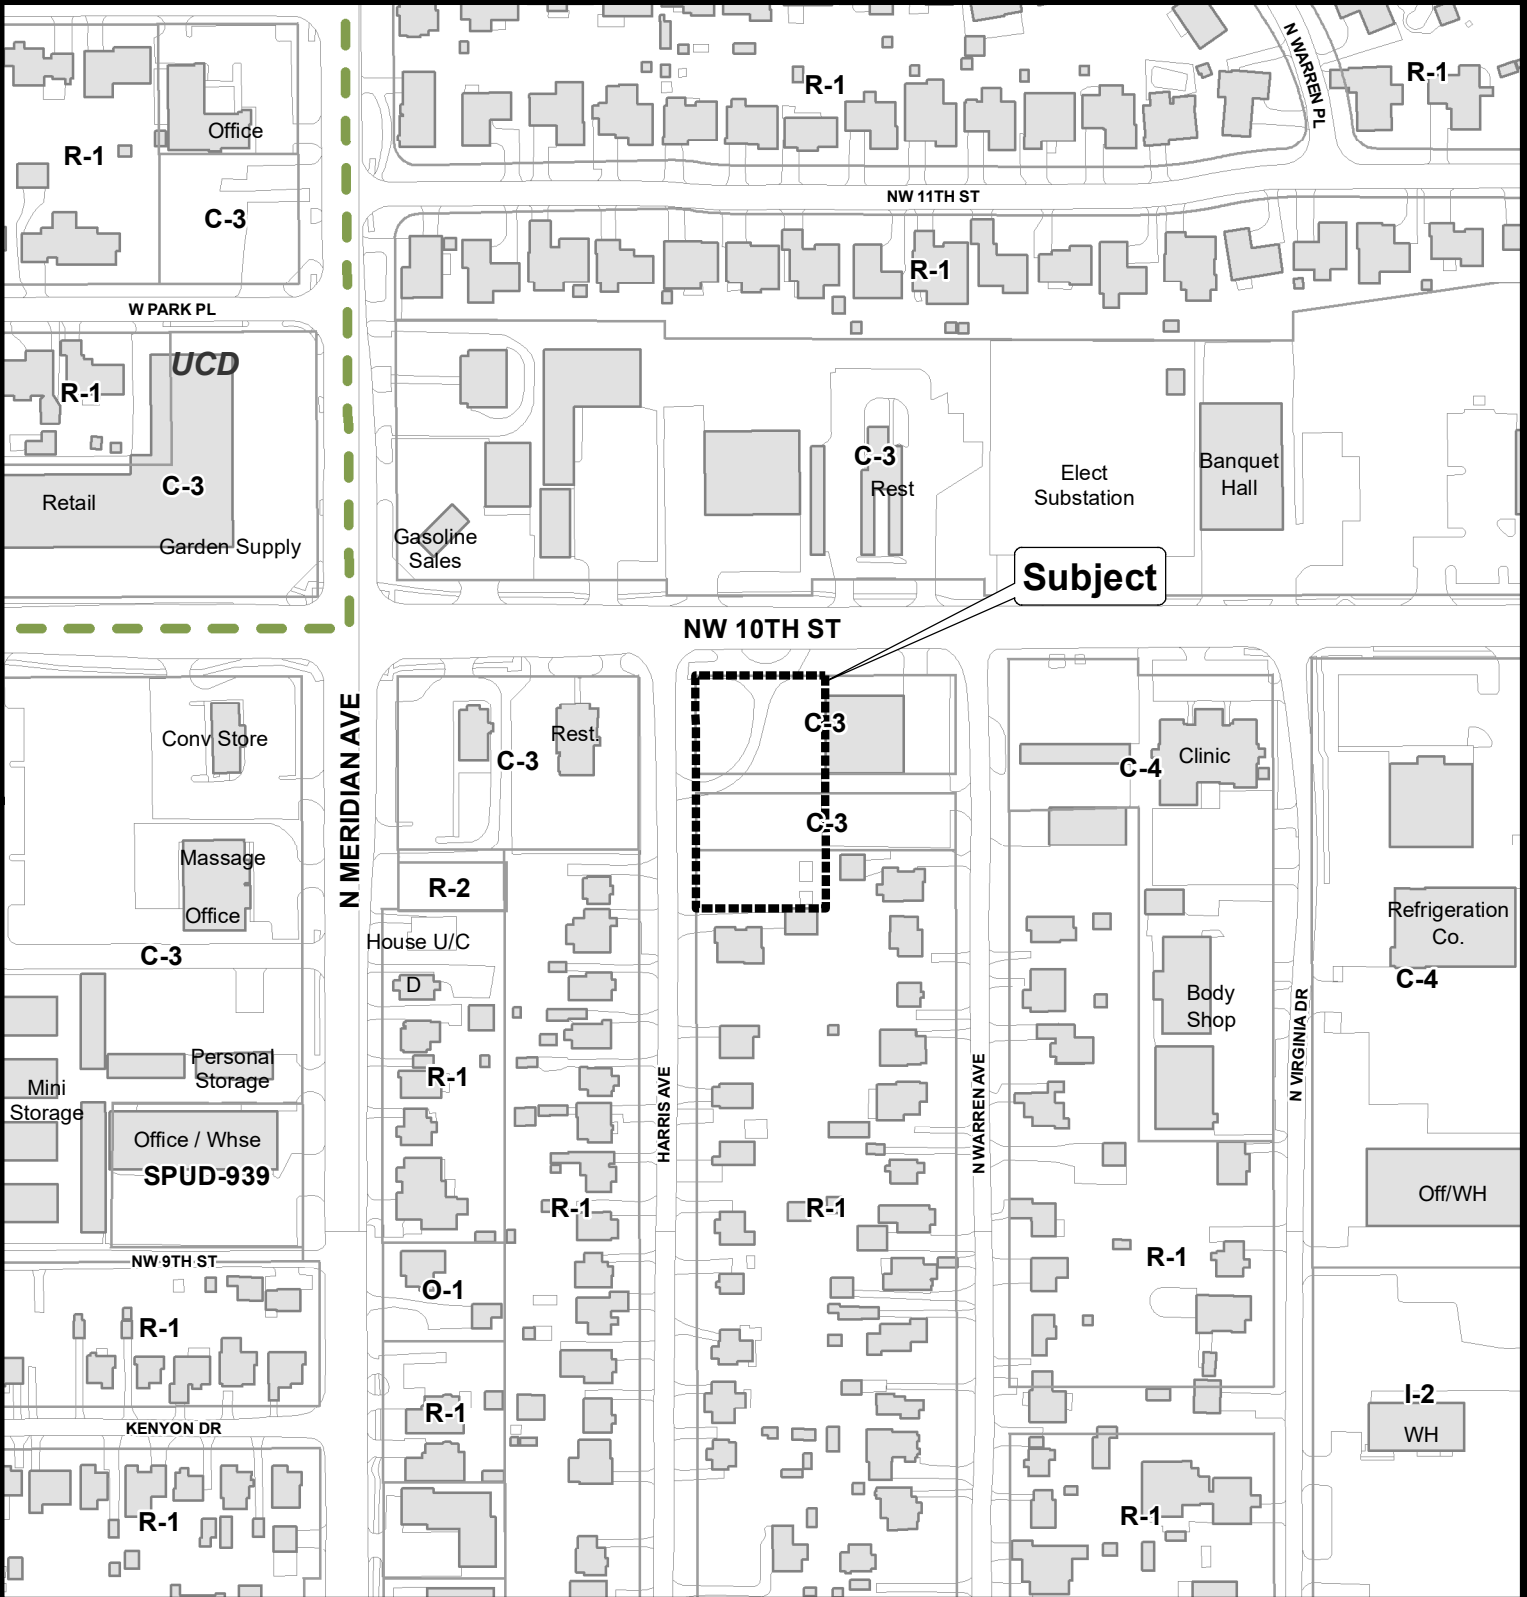 N WARREN PL
R-1
R-1
Office
R-1
NW 11TH ST
C-3
R-1
W PARK PL
UCD
R-1
C-3
Rest
Banquet
Hall
Elect
Substation
C-3
Retail
Garden Supply
Gasoline
Sales
Subject
NW 10TH ST
N MERIDIAN AVE
Conv Store
Rest.
C-3
C-3
Clinic
C-4
C-3
Massage
Office
R-2
Refrigeration
Co.
C-4
House U/C
C-3
D
Body
Shop
N VIRGINIA DR
Personal
Storage
Mini
Storage
R-1
HARRIS AVE
N WARREN AVE
Office / Whse
SPUD-939
Off/WH
R-1
R-1
R-1
NW 9TH ST
O-1
R-1
I-2
WH
R-1
KENYON DR
R-1
R-1